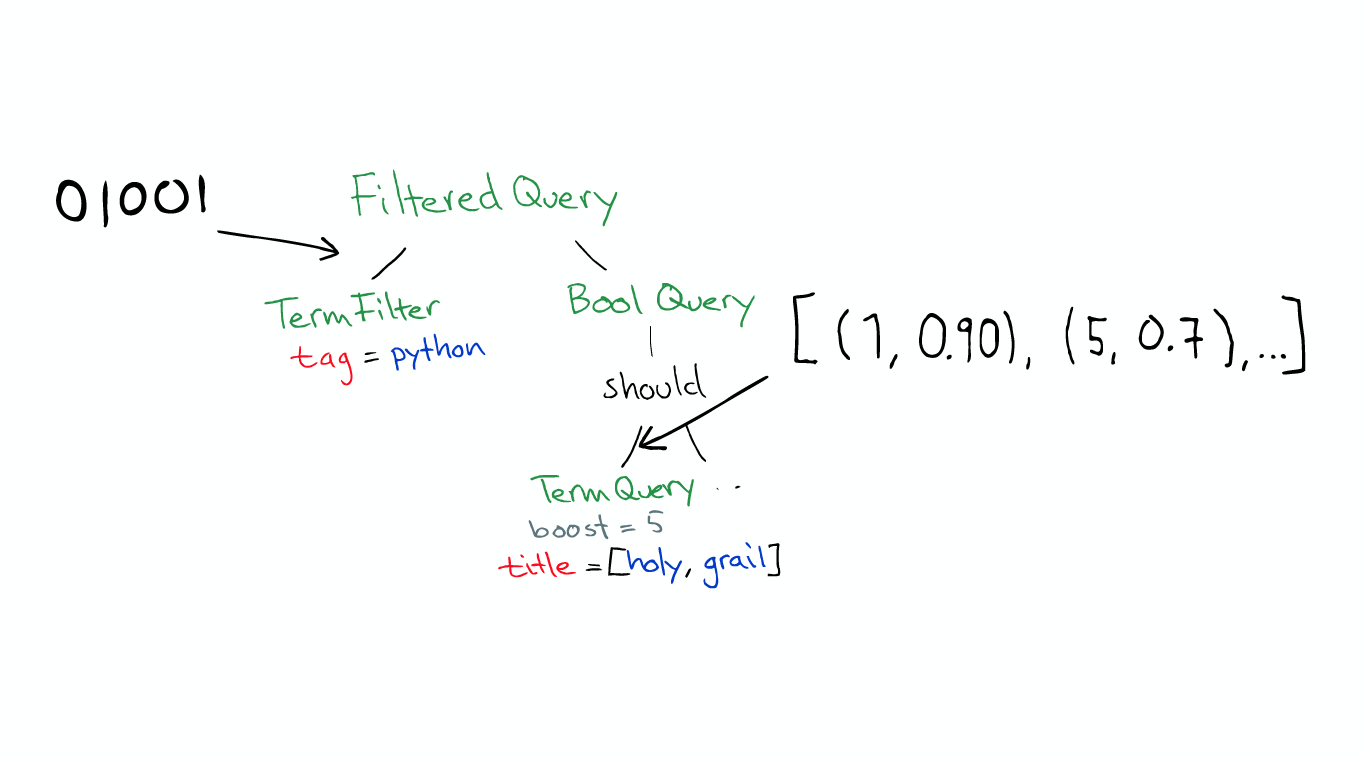 01001
Filtered Query
Term Filter
tag = python
Bool Query
[(1, 0.90), (5, 0.7), ...]
should
Term Query ..
boost = 5
title = [holy, grail]